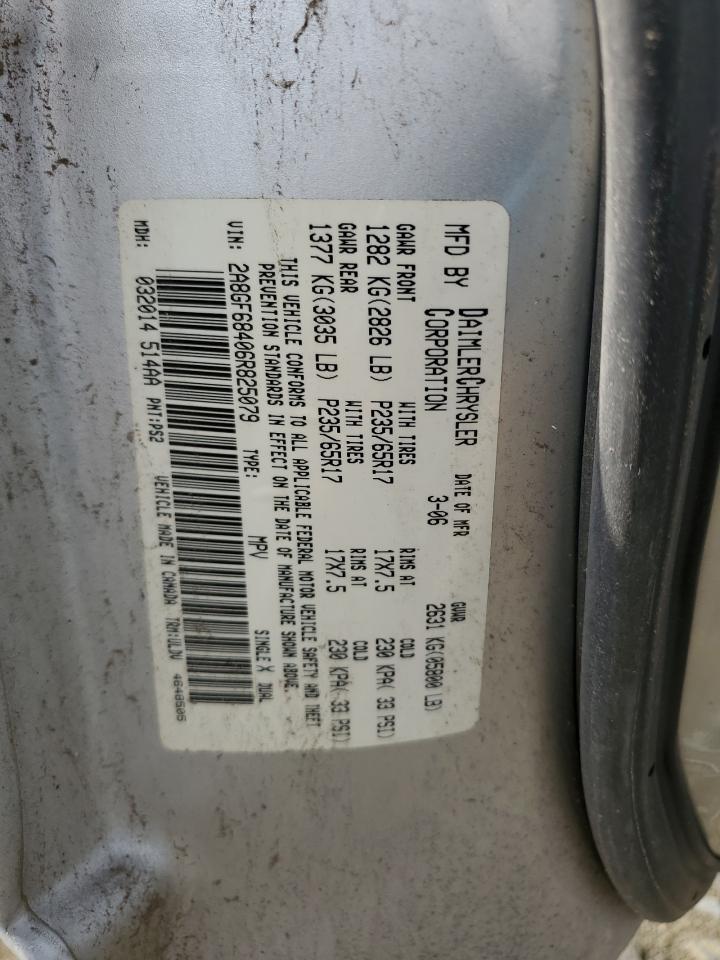 MFD BY DAIMLERCHRYSLER CORPORATION DATE OF MFR 3-06 GVWR 2631 KG(05800 LB)
GAWR FRONT WITH TIRES RIMS AT COLD
1282 KG(2826 LB) P235/65R17 17X7.5 230 KPA( 33 PSI)
GAWR REAR WITH TIRES RIMS AT COLD
1377 KG(3035 LB) P235/65R17 17X7.5 230 KPA( 33 PSI)
THIS VEHICLE CONFORMS TO ALL APPLICABLE FEDERAL MOTOR VEHICLE SAFETY AND THEFT
PREVENTION STANDARDS IN EFFECT ON THE DATE OF MANUFACTURE SHOWN ABOVE.
VIN: 2A8GF68406R825079 TYPE: MPV SINGLE X DUAL
MDH: 032014 514AA PNT:PS2 VEHICLE MADE IN CANADA TRM:ULDV 4648505